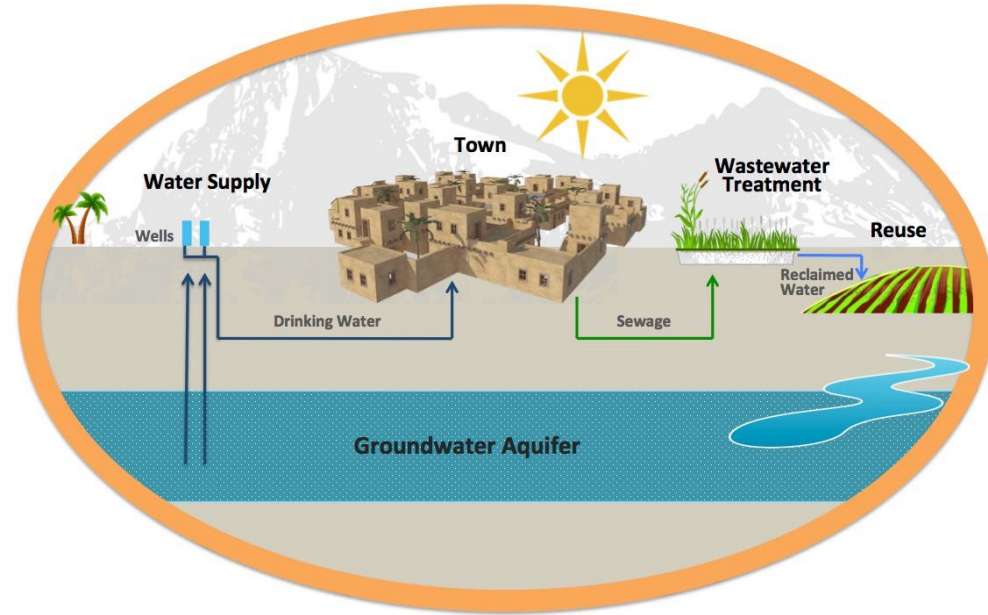 Town
Water Supply
Wastewater
Treatment
Wells
Reuse
Reclaimed
Water
Drinking Water
Sewage
Groundwater Aquifer